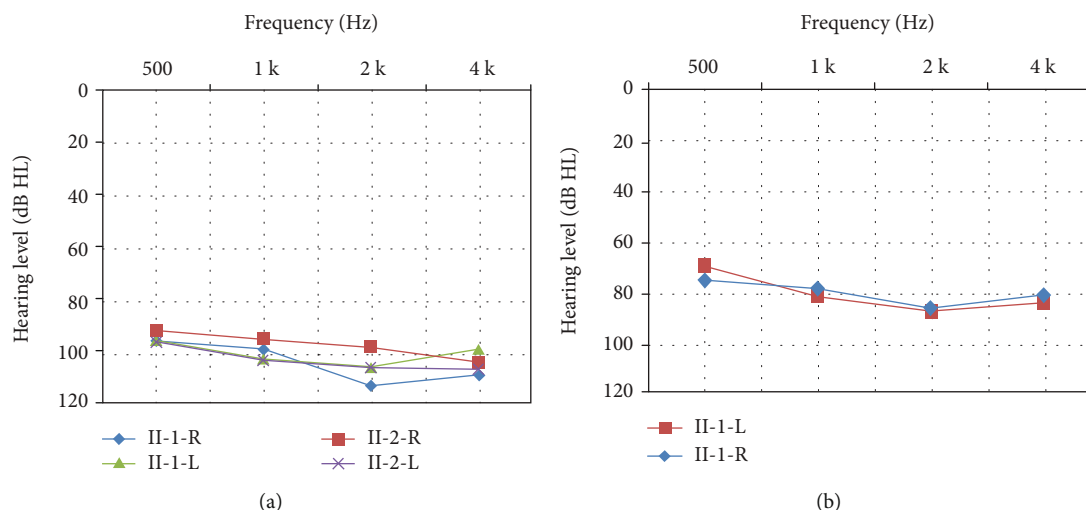 Frequency (Hz)
500 1 k 2 k 4 k
0
20
40
60
80
100
120
Hearing level (dB HL)
II-1-R II-2-R
II-1-L II-2-L
(a)
Frequency (Hz)
500 1 k 2 k 4 k
0
20
40
60
80
100
120
Hearing level (dB HL)
II-1-L
II-1-R
(b)